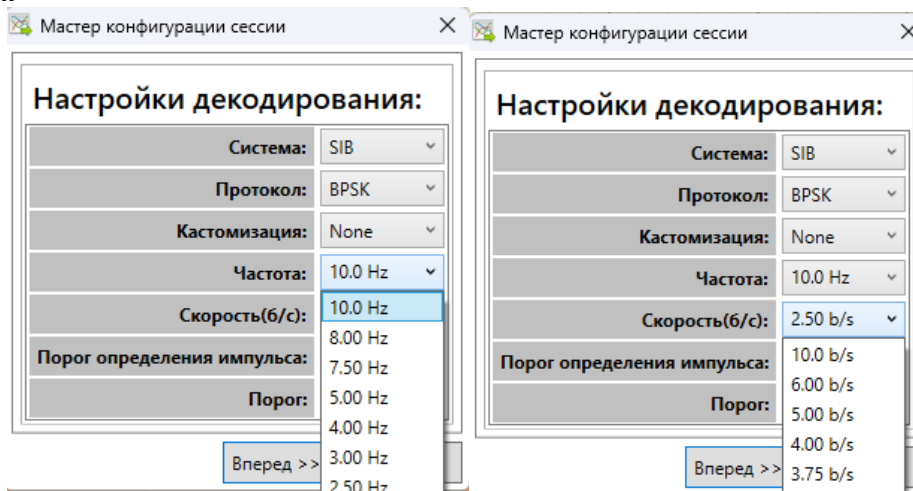 Мастер конфигурации сессии
Настройки декодирования:
Система: SIB
Протокол: BPSK
Кастомизация: None
Частота: 10.0 Hz
Скорость(б/с):
Порог определения импульса:
Порог:
10.0 Hz
8.00 Hz
7.50 Hz
5.00 Hz
4.00 Hz
3.00 Hz
2.50 Hz
Вперед >>
Мастер конфигурации сессии
Настройки декодирования:
Система: SIB
Протокол: BPSK
Кастомизация: None
Частота: 10.0 Hz
Скорость(б/с): 2.50 b/s
Порог определения импульса:
Порог:
10.0 b/s
6.00 b/s
5.00 b/s
4.00 b/s
3.75 b/s
Вперед >>